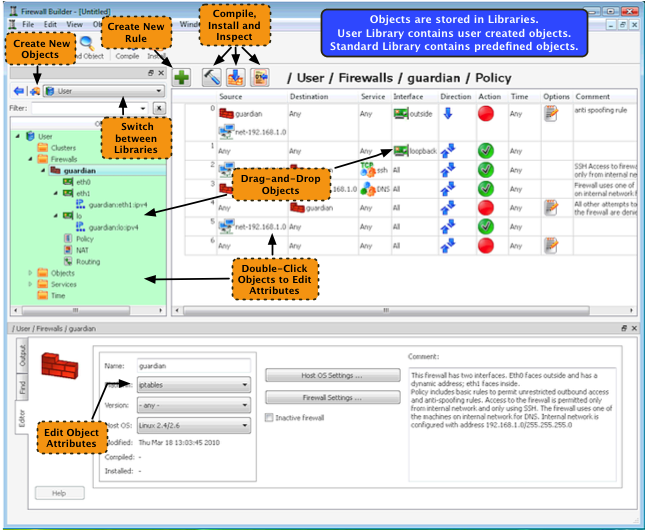 Firewall Builder - [Untitled]
File Edit View Wind
Create New
Objects
Create New
Rule
Compile,
Install and
Inspect
Objects are stored in Libraries.
User Library contains user created objects.
Standard Library contains predefined objects.
Object Compile
/ User / Firewalls / guardian / Policy
User
Filter:
Switch
between
Libraries
User
Clusters
Firewalls
guardian
eth0
eth1
guardian:eth1:ipv4
lo
guardian:lo:ipv4
Policy
NAT
Routing
Objects
Services
Time
Source Destination Service Interface Direction Action Time Options Comment
0 guardian Any Any outside Any anti spoofing rule
net-192.168.1.0
1 Any Any Any loopback Any
2 ssh All Any SSH Access to firewa
only from internal ne
3 168.1.0 DNS All Any Firewall uses one of
on internal network f
4 Any guardian Any All Any All other attempts to
the firewall are denie
5 net-192.168.1.0 Any Any All Any
6 Any Any Any All Any
Drag-and-Drop
Objects
Double-Click
Objects to Edit
Attributes
/ User / Firewalls / guardian
Output
Find
Editor
Name: guardian
iptables
Version: - any -
Host OS: Linux 2.4/2.6
Modified: Thu Mar 18 13:03:45 2010
Compiled: -
Installed: -
Edit Object
Attributes
Host OS Settings ...
Firewall Settings ...
Inactive firewall
Comment:
This firewall has two interfaces. Eth0 faces outside and has a
dynamic address; eth1 faces inside.
Policy includes basic rules to permit unrestricted outbound access
and anti-spoofing rules. Access to the firewall is permitted only
from internal network and only using SSH. The firewall uses one of
the machines on internal network for DNS. Internal network is
configured with address 192.168.1.0/255.255.255.0
Help